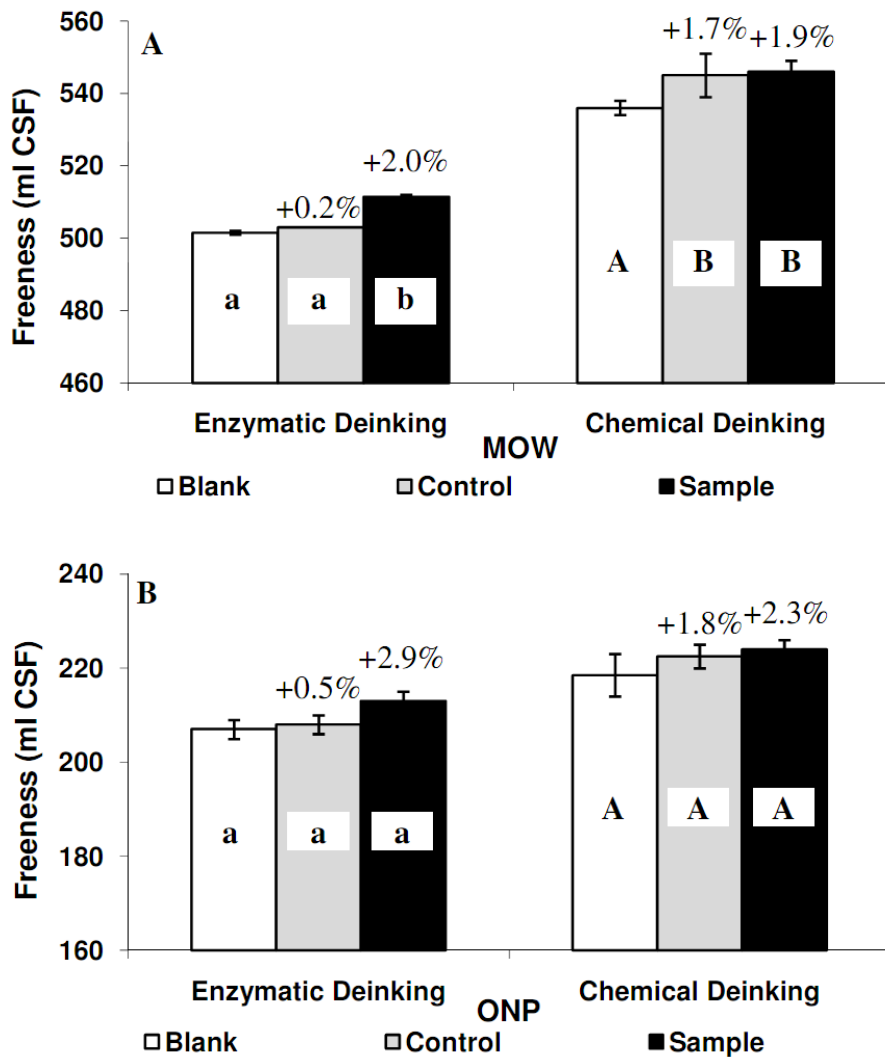 A
Freeness (ml CSF)
560
540
520
500
480
460
+0.2%
+2.0%
+1.7%
+1.9%
a
a
b
A
B
B
Enzymatic Deinking
Chemical Deinking
MOW
Blank
Control
Sample
B
Freeness (ml CSF)
240
220
200
180
160
+0.5%
+2.9%
+1.8%
+2.3%
a
a
a
A
A
A
Enzymatic Deinking
Chemical Deinking
ONP
Blank
Control
Sample